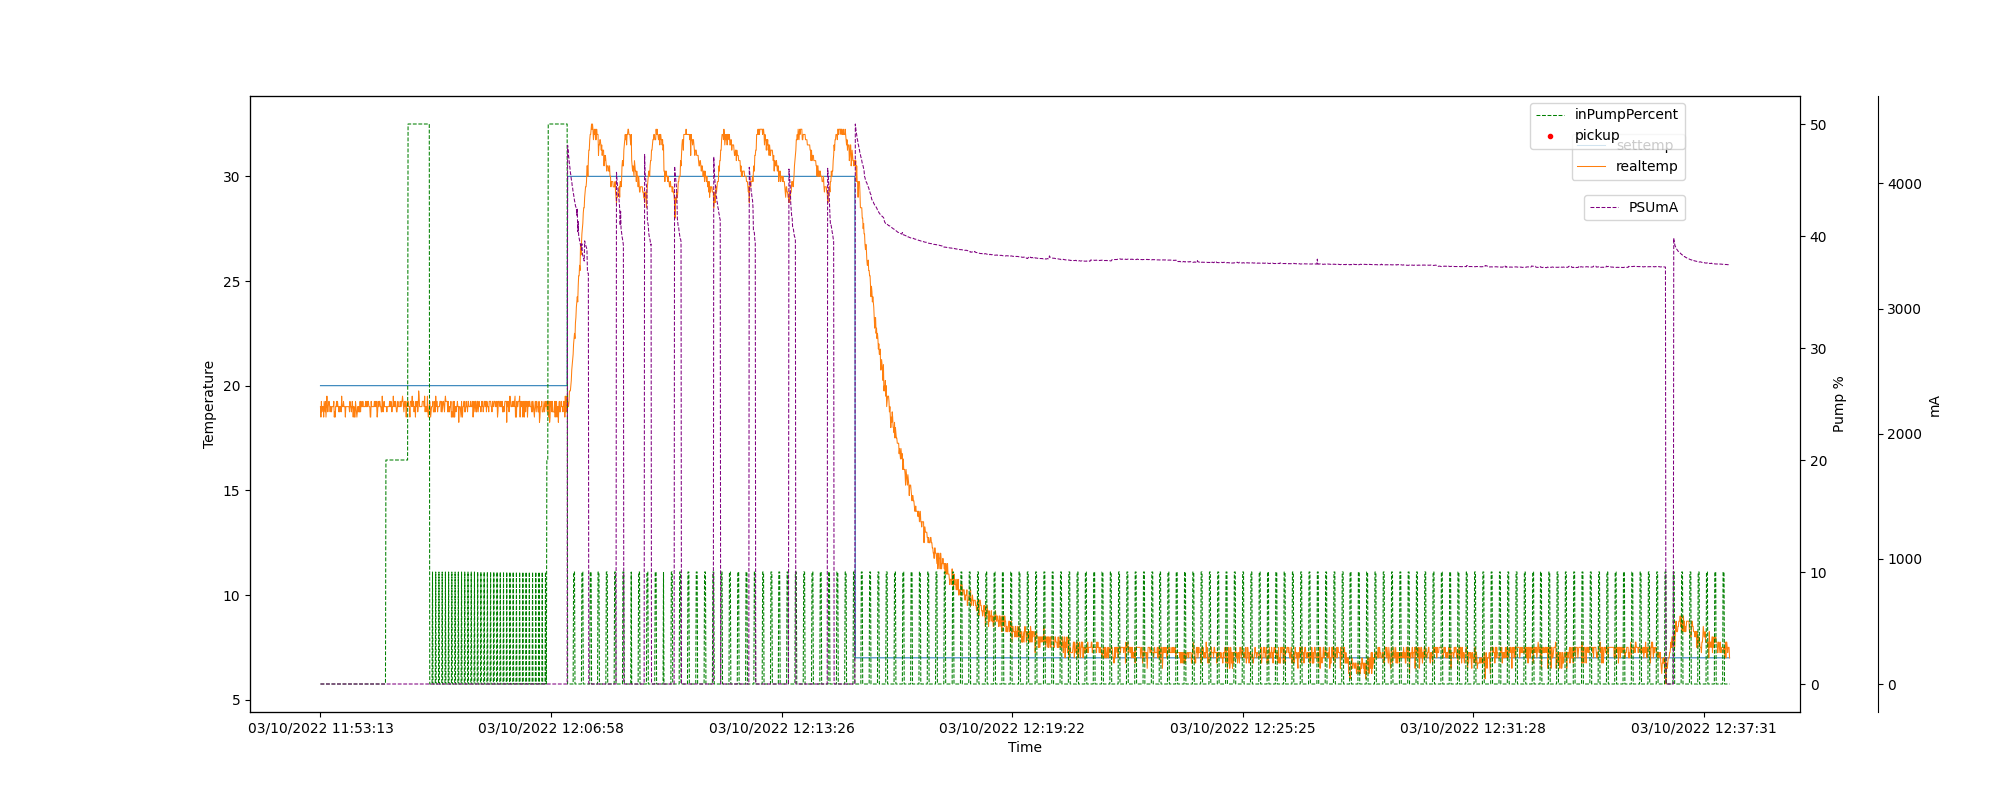 inPumpPercent
pickup
settemp
realtemp
PSUmA
30
25
20
15
10
5
Temperature
50
40
30
20
10
0
Pump %
4000
3000
2000
1000
0
mA
03/10/2022 11:53:13
03/10/2022 12:06:58
03/10/2022 12:13:26
03/10/2022 12:19:22
03/10/2022 12:25:25
03/10/2022 12:31:28
03/10/2022 12:37:31
Time